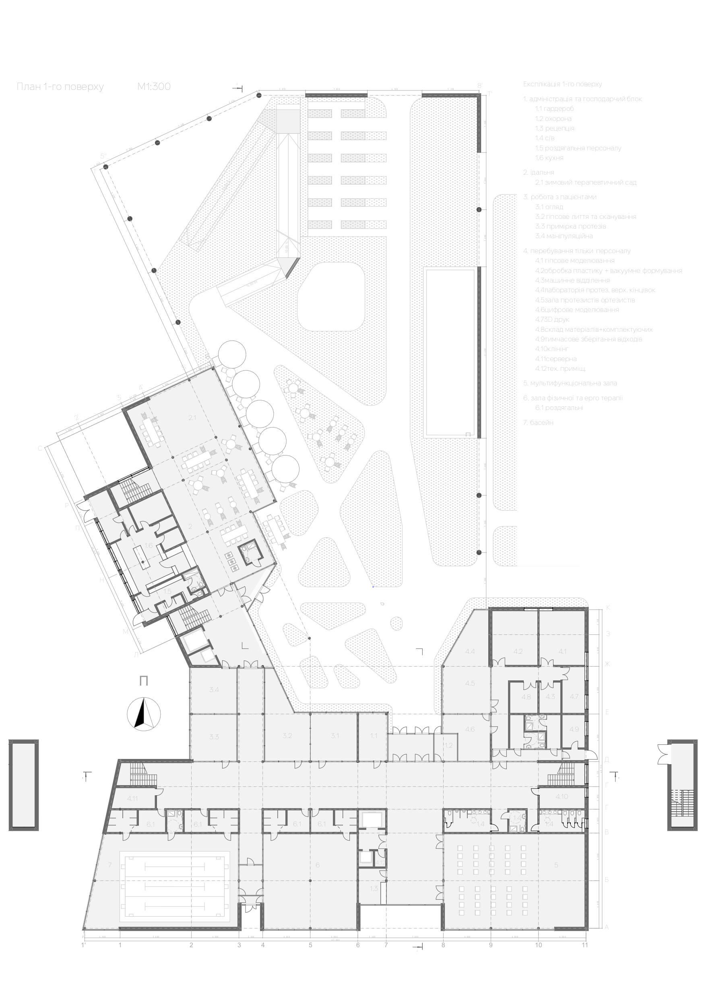 План 1-го поверху М1:300
Експлікація 1-го поверху
1. адміністрація та господарчий блок
1.1 гардероб
1.2 охорона
1.3 рецепція
1.4 с/в
1.5 роздягальня персоналу
1.6 кухня
2. їдальня
2.1 зимовий терапевтичний сад
3. робота з пацієнтами
3.1 огляд
3.2 гіпсове лиття та сканування
3.3 примірка протезів
3.4 маніпуляційна
4. перебування тільки персоналу
4.1 гіпсове моделювання
4.2обробка пластику + вакуумне формування
4.3машинне відділення
4.4лабораторія протез. верх. кінцівок
4.5зала протезистів ортезистів
4.6цифрове моделювання
4.73D друк
4.8склад матеріалів+комплектуючих
4.9тимчасове зберігання відходів
4.10клінінг
4.11серверна
4.12тех. приміщ.
5. мультифункціональна зала
6. зала фізичної та ерго терапії
6.1 роздягальні
7. басейн
8'
Т'
5''
4'
3'
2'
С
Р
П
Н
М
Л
2.1
2
1.6
1.5
П
П
К
З
Ж
Е
Д
Ґ
Г
В
Б
А
4.4
4.2
4.1
4.5
4.8
4.3
4.7
4.6
4.9
3.4
3.3
3.2
3.1
1.1
1.2
4.11
4.10
6.1
6.1
6.1
6.1
1.4
1.4
1.4
7
6
4.12
1.3
5
1'
1
2
3
4
5
6
7
8
9
10
11